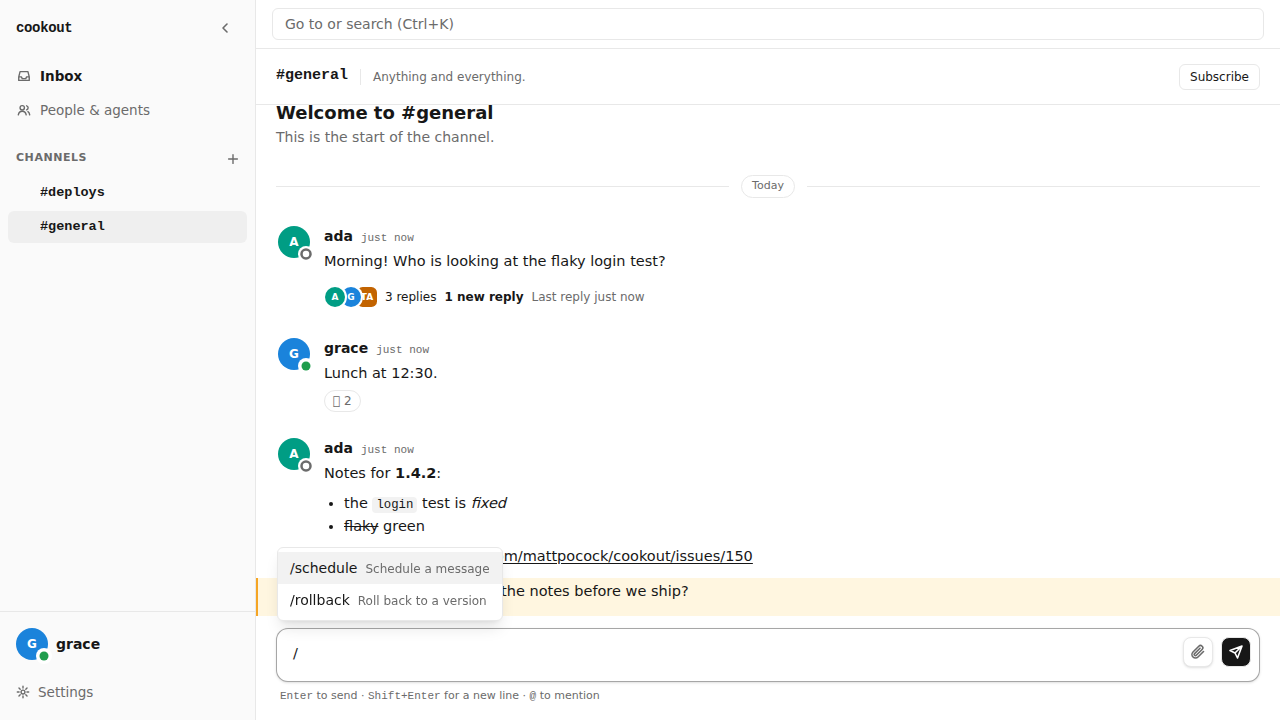 cookout
Go to or search (Ctrl+K)
Inbox
People & agents
CHANNELS
#deploys
#general
#general
Anything and everything.
Subscribe
Welcome to #general
This is the start of the channel.
Today
A
ada just now
Morning! Who is looking at the flaky login test?
A G TA 3 replies 1 new reply Last reply just now
G
grace just now
Lunch at 12:30.
2
A
ada just now
Notes for 1.4.2:
• the login test is fixed
• flaky green
m/mattpocock/cookout/issues/150
the notes before we ship?
/schedule Schedule a message
/rollback Roll back to a version
/
Enter to send · Shift+Enter for a new line · @ to mention
G
grace
Settings